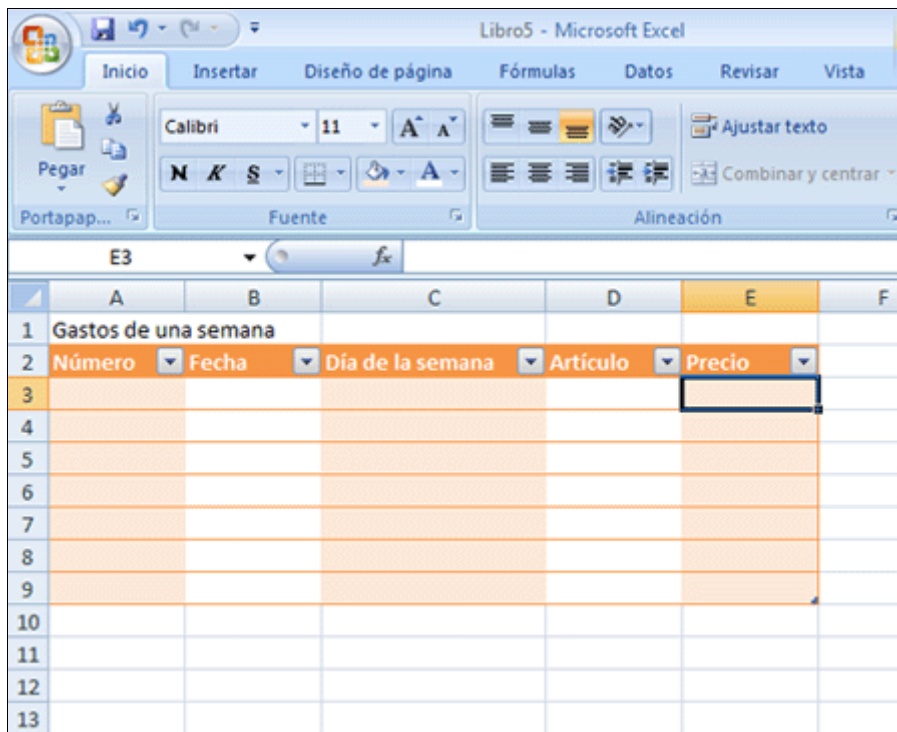 Libro5 - Microsoft Excel
Inicio Insertar Diseño de página Fórmulas Datos Revisar Vista
Calibri 11 A A Ajustar texto
Pegar N K S A Combinar y centrar
Portapap... Fuente Alineación
E3 fx
A B C D E F
1 Gastos de una semana
2 Número Fecha Día de la semana Artículo Precio
3
4
5
6
7
8
9
10
11
12
13